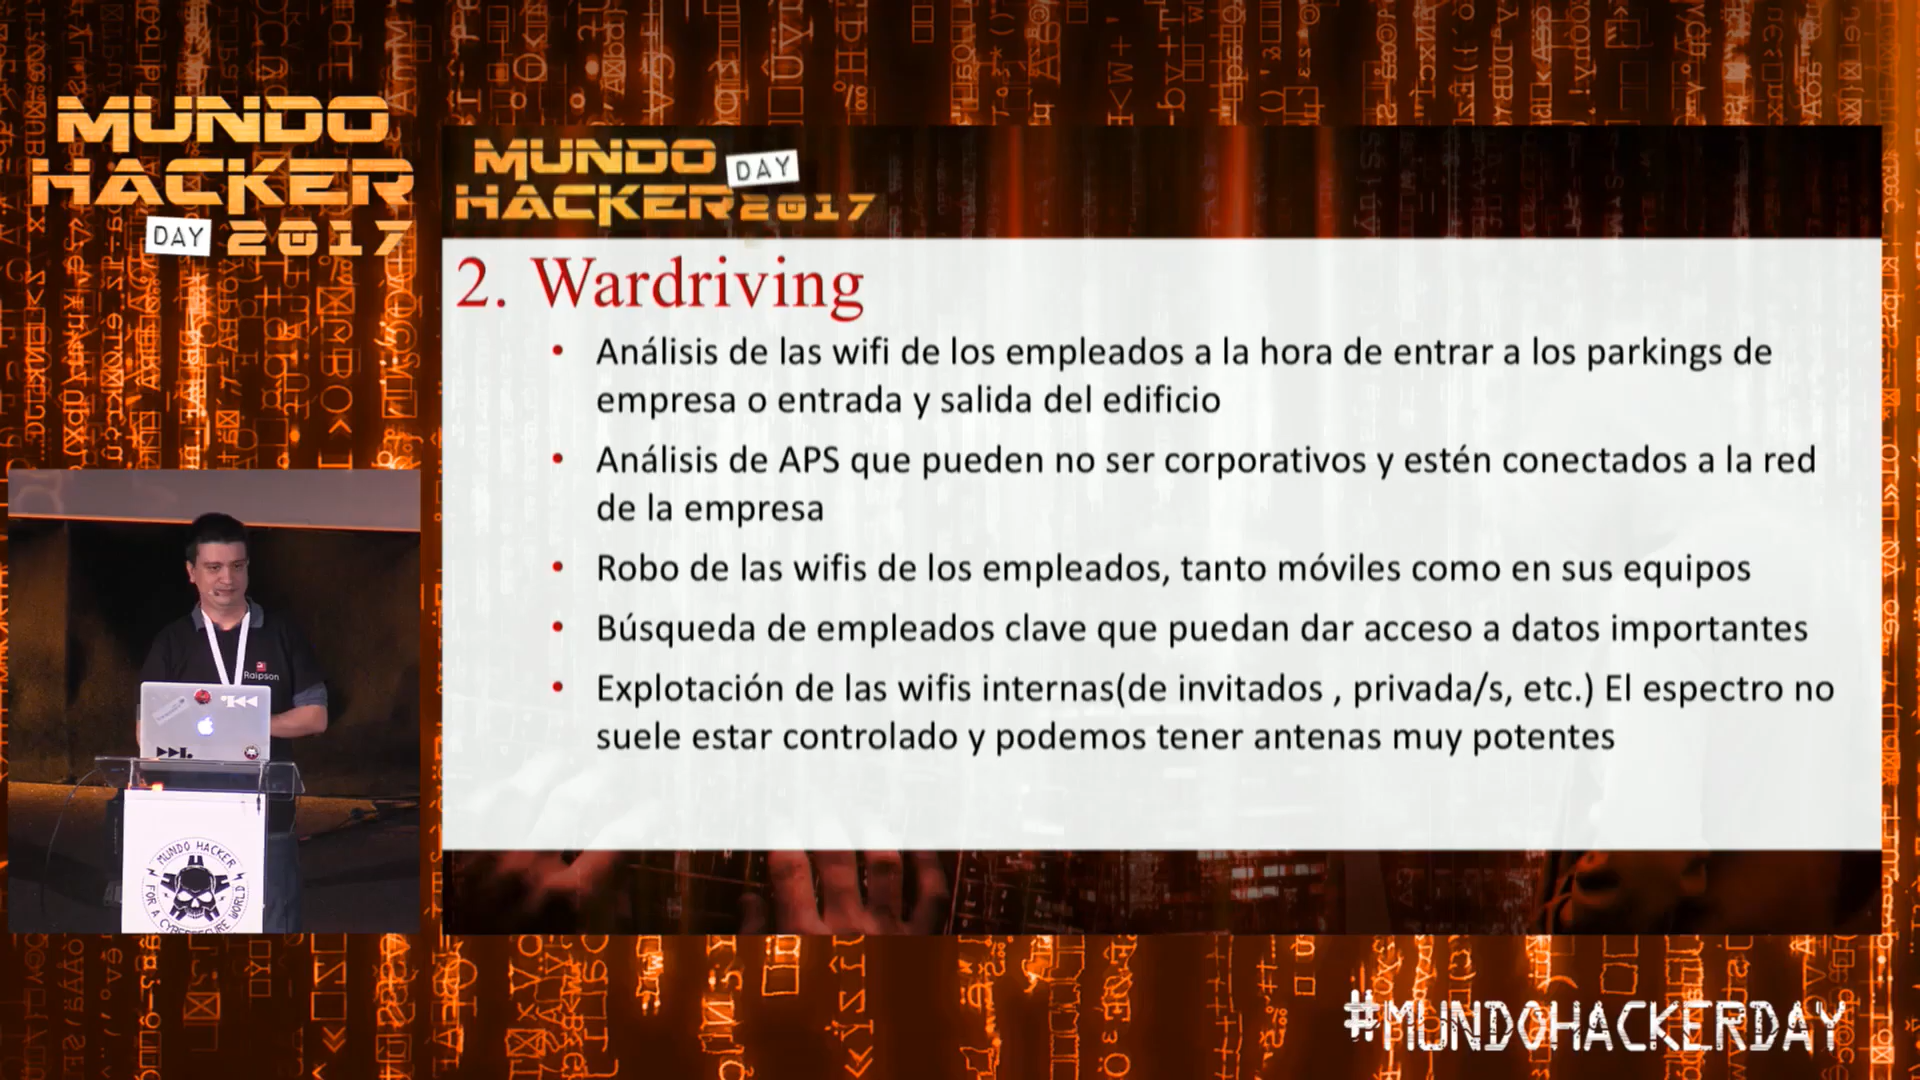 MUNDO
HACKER
DAY 2017
MUNDO
DAY
HACKER 2017
2. Wardriving
• Análisis de las wifi de los empleados a la hora de entrar a los parkings de
empresa o entrada y salida del edificio
• Análisis de APS que pueden no ser corporativos y estén conectados a la red
de la empresa
• Robo de las wifis de los empleados, tanto móviles como en sus equipos
• Búsqueda de empleados clave que puedan dar acceso a datos importantes
• Explotación de las wifis internas(de invitados , privada/s, etc.) El espectro no
suele estar controlado y podemos tener antenas muy potentes
Raipson
MUNDO HACKER
FOR A CYBERSECURE WORLD
#MUNDOHACKERDAY